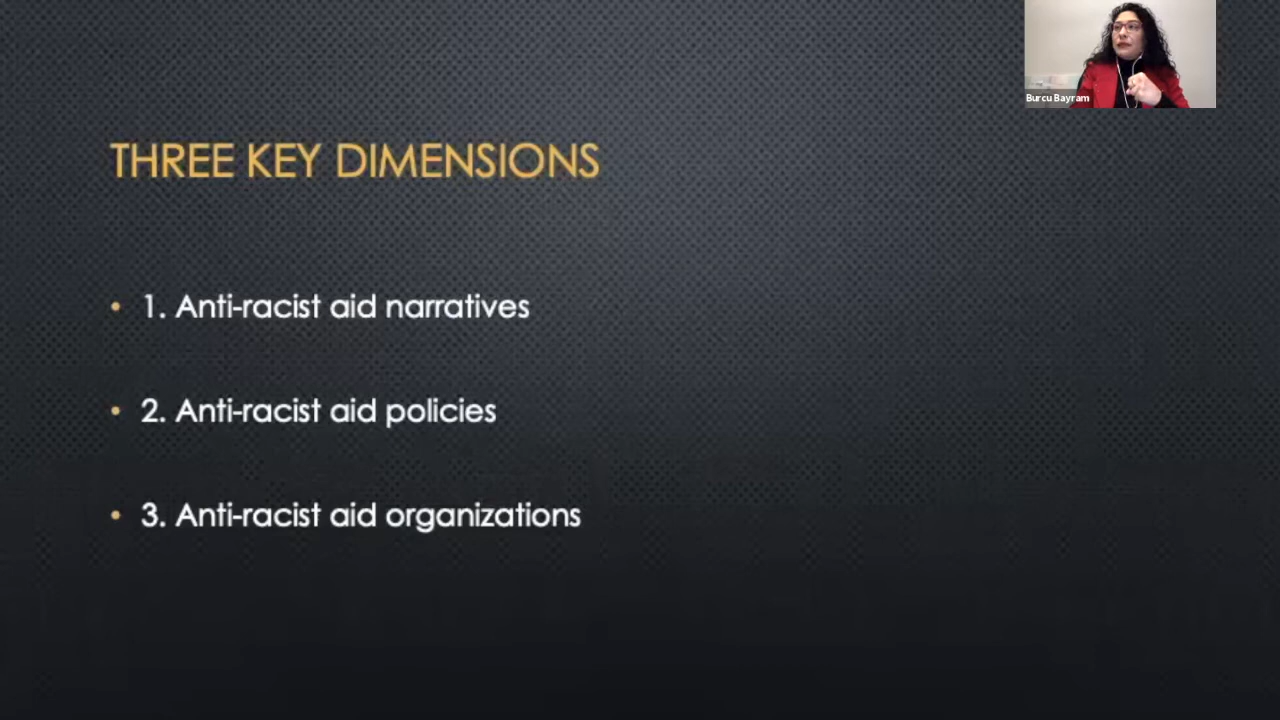 Burcu Bayram
THREE KEY DIMENSIONS
• 1. Anti-racist aid narratives
• 2. Anti-racist aid policies
• 3. Anti-racist aid organizations